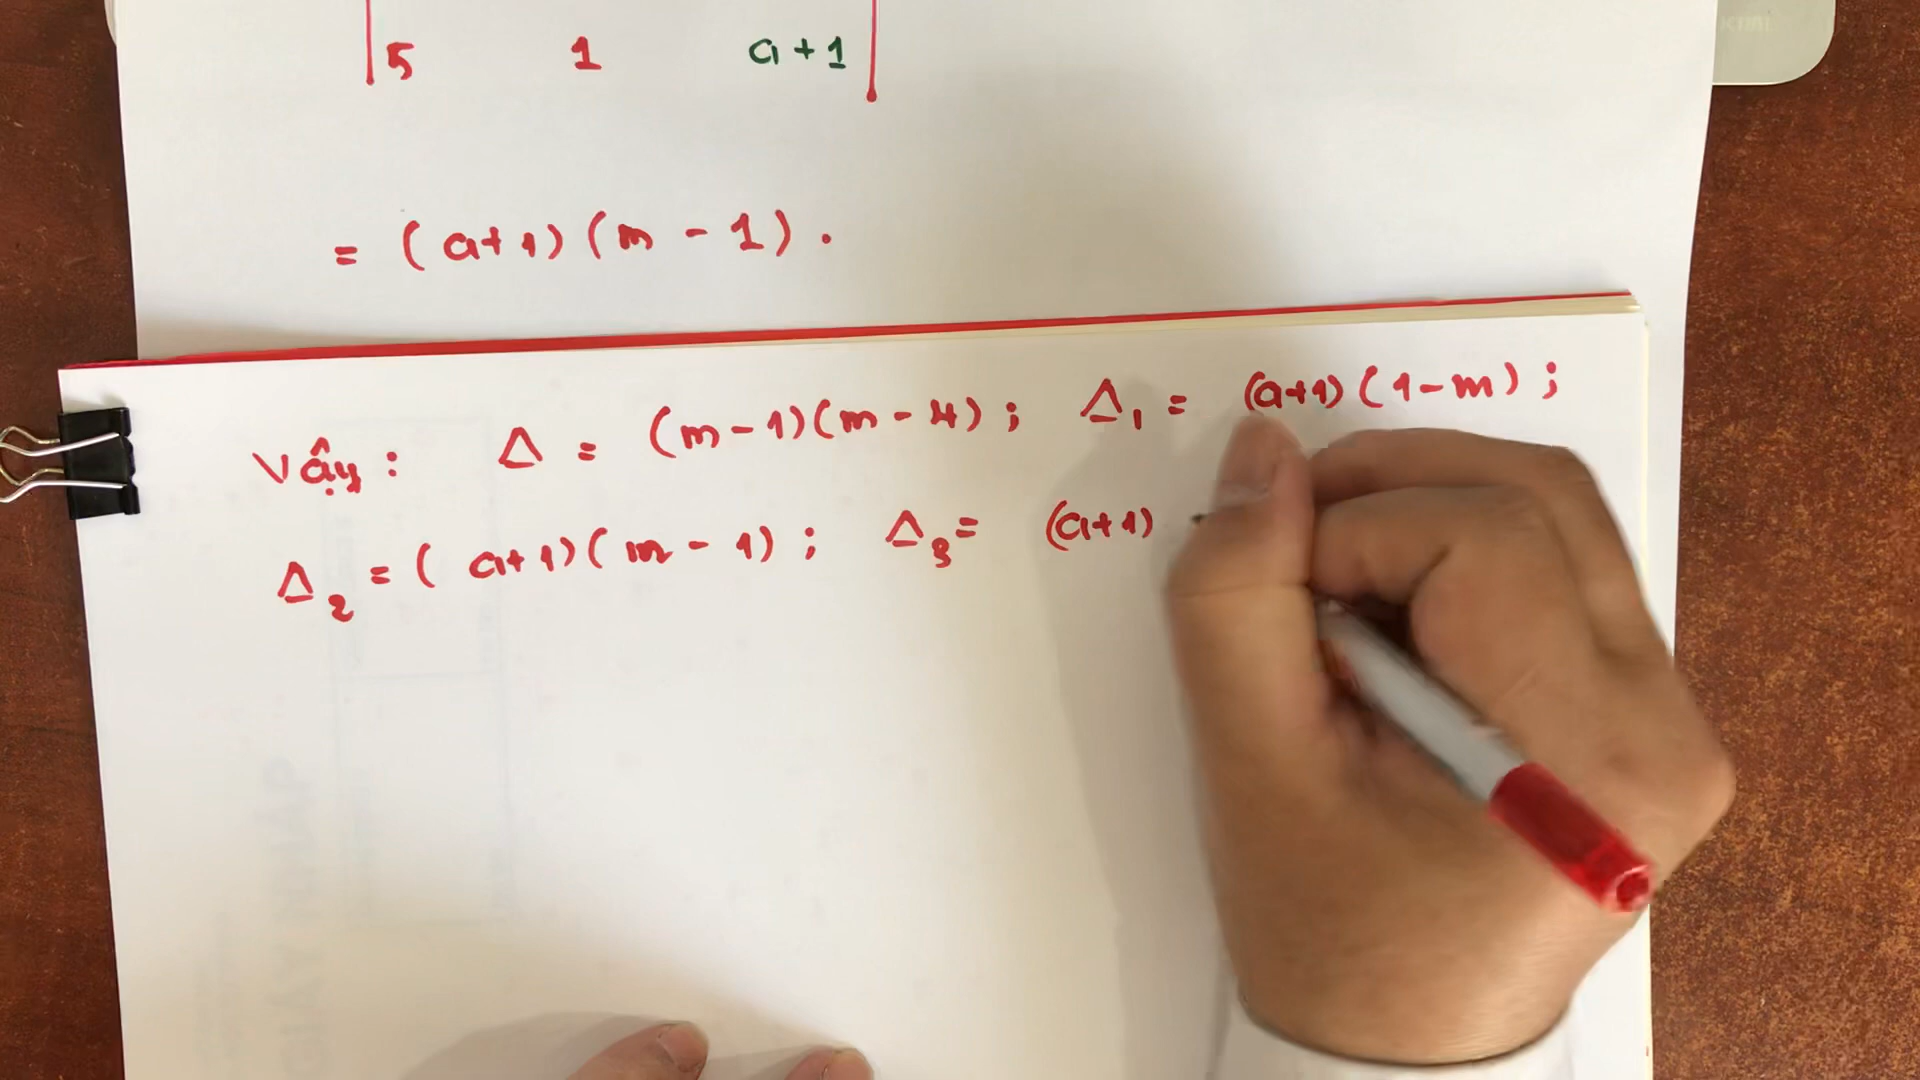 5 1 a+1
= (a+1)(m-1).
Vậy: Δ = (m-1)(m-4); Δ₁ = (a+1)(1-m);
Δ₂ = (a+1)(m-1); Δ₃ = (a+1)